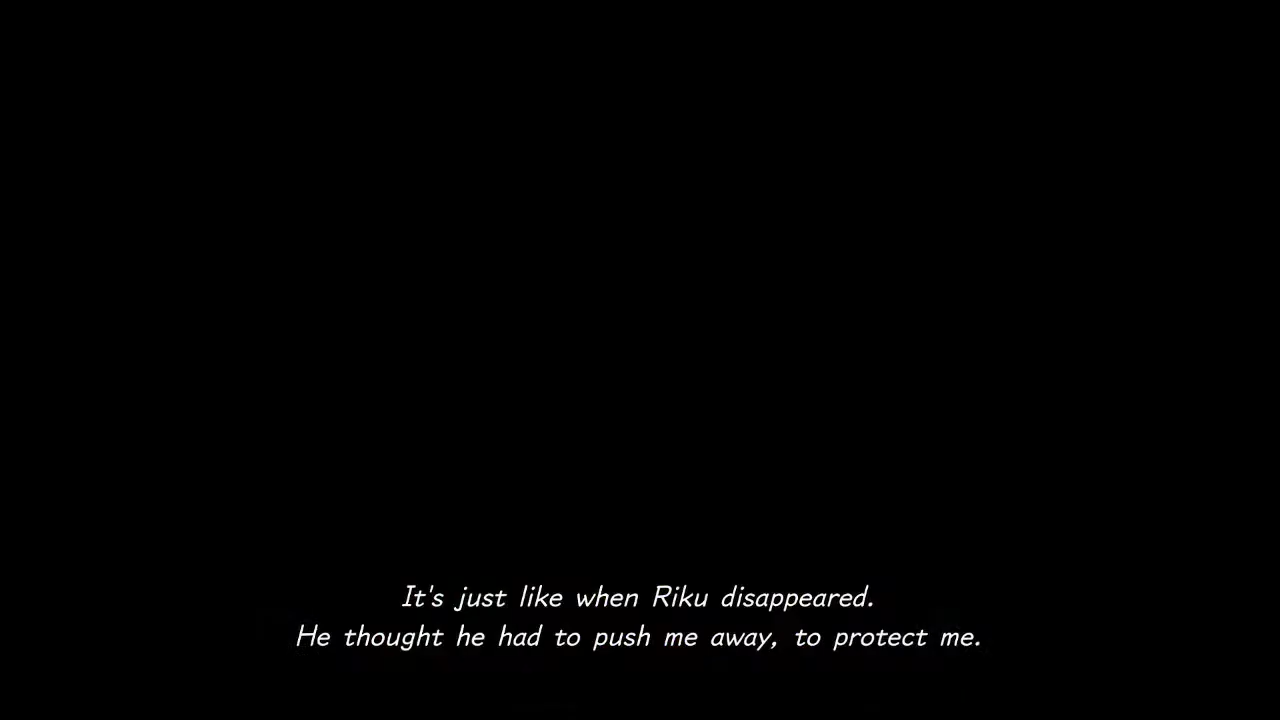 It's just like when Riku disappeared.
He thought he had to push me away, to protect me.